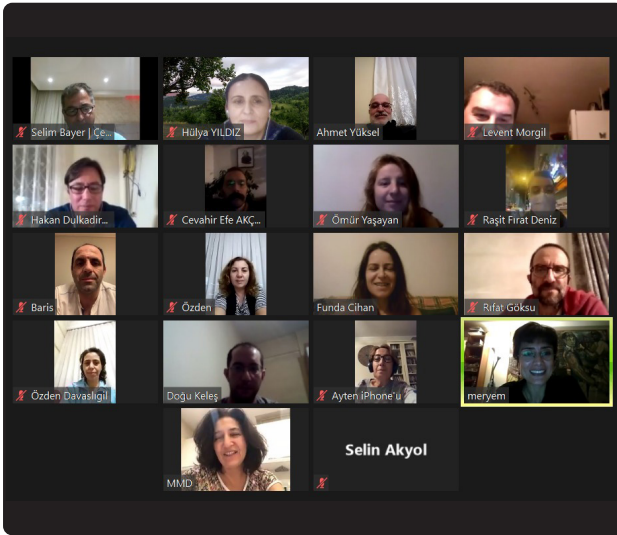 Selim Bayer | Çe...
Hülya YILDIZ
Ahmet Yüksel
Levent Morgil
Hakan Dulkadir...
Cevahir Efe AKÇ...
Ömür Yaşayan
Raşit Fırat Deniz
Baris
Özden
Funda Cihan
Rıfat Göksu
Özden Davaslıgil
Doğu Keleş
Ayten iPhone'u
meryem
MMD
Selin Akyol